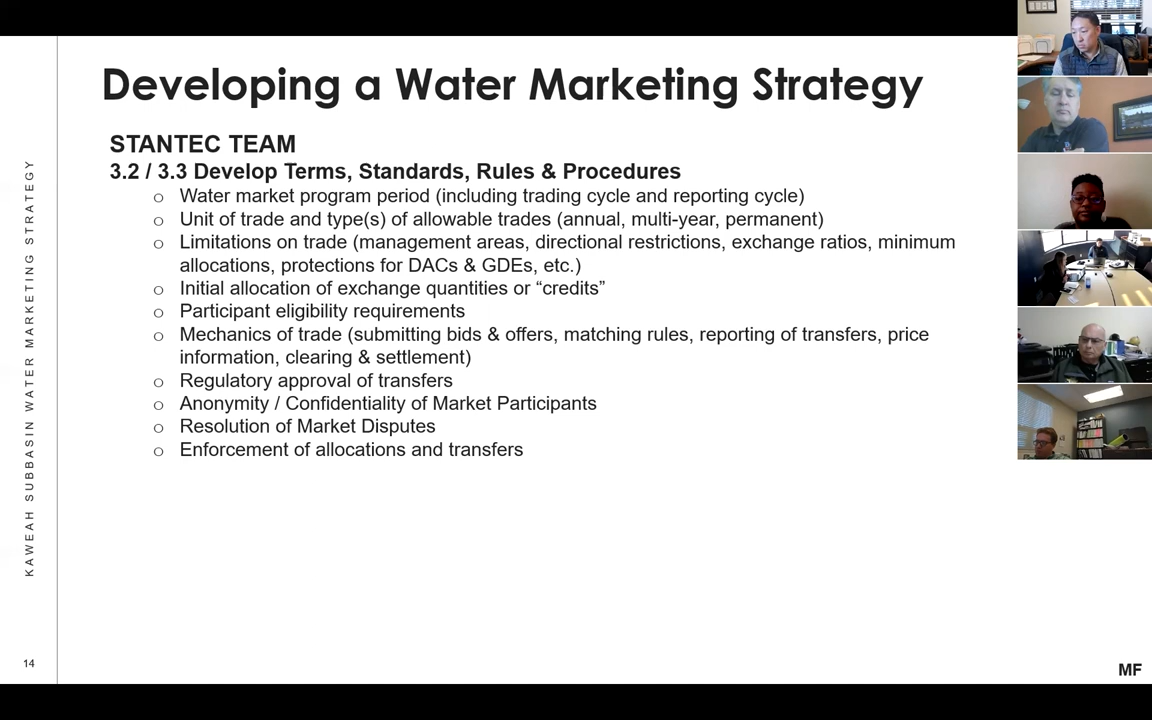 Developing a Water Marketing Strategy
STANTEC TEAM
3.2 / 3.3 Develop Terms, Standards, Rules & Procedures
○ Water market program period (including trading cycle and reporting cycle)
○ Unit of trade and type(s) of allowable trades (annual, multi-year, permanent)
○ Limitations on trade (management areas, directional restrictions, exchange ratios, minimum
allocations, protections for DACs & GDEs, etc.)
○ Initial allocation of exchange quantities or “credits”
○ Participant eligibility requirements
○ Mechanics of trade (submitting bids & offers, matching rules, reporting of transfers, price
information, clearing & settlement)
○ Regulatory approval of transfers
○ Anonymity / Confidentiality of Market Participants
○ Resolution of Market Disputes
○ Enforcement of allocations and transfers
KAWEAH SUBBASIN WATER MARKETING STRATEGY
14
MF